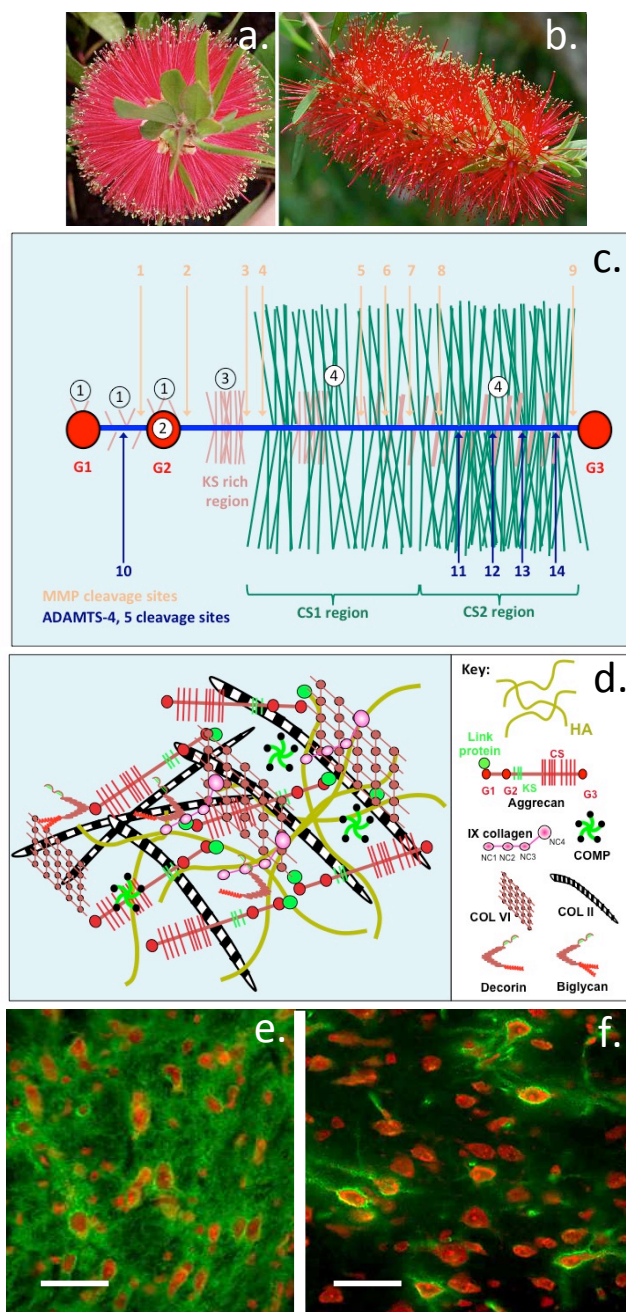 a.
b.
c.
1 2 3 4 5 6 7 8 9
1 1 1 3 4 4
2
G1 G2 G3
KS rich
region
10 11 12 13 14
MMP cleavage sites
ADAMTS-4, 5 cleavage sites
CS1 region CS2 region
d.
Key:
HA
Link
protein
CS
G1 G2 KS G3
Aggrecan
IX collagen
NC4
NC1 NC2 NC3
COMP
COL VI
COL II
Decorin
Biglycan
e.
f.